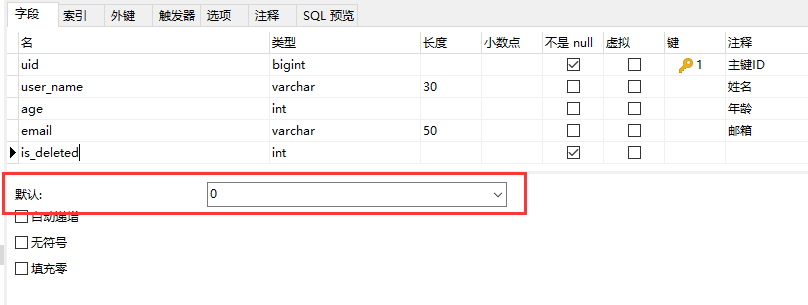 字段 索引 外键 触发器 选项 注释 SQL 预览
名 类型 长度 小数点 不是 null 虚拟 键 注释
uid bigint 1 主键ID
user_name varchar 30 姓名
age int 年龄
email varchar 50 邮箱
is_deleted int
默认: 0
自动递增
无符号
填充零